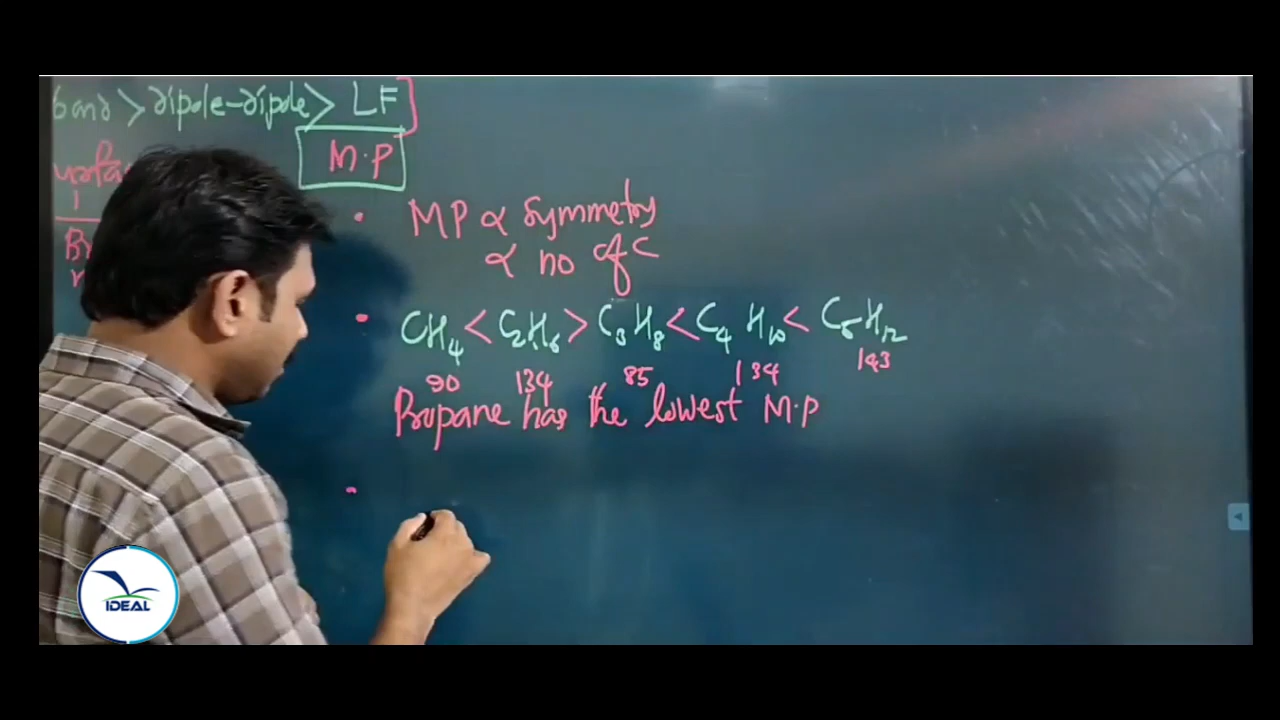 band > dipole-dipole > LF
M.P
MP ∝ Symmetry
∝ no of C
CH₄ < C₂H₆ > C₃H₈ < C₄H₁₀ < C₅H₁₂
90 134 85 134 143
Propane has the lowest M.P
IDEAL